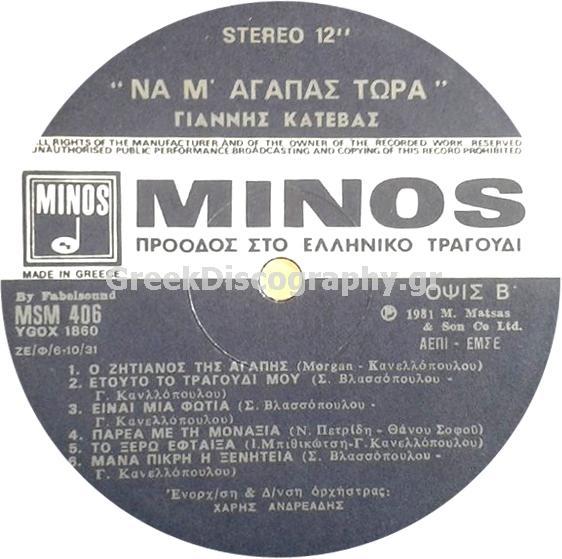 STEREO 12''
" ΝΑ Μ' ΑΓΑΠΑΣ ΤΩΡΑ "
ΓΙΑΝΝΗΣ ΚΑΤΕΒΑΣ
ALL RIGHTS OF THE MANUFACTURER AND OF THE OWNER OF THE RECORDED WORK RESERVED
UNAUTHORISED PUBLIC PERFORMANCE BROADCASTING AND COPYING OF THIS RECORD PROHIBITED
MINOS
MINOS
ΠΡΟΟΔΟΣ ΣΤΟ ΕΛΛΗΝΙΚΟ ΤΡΑΓΟΥΔΙ
MADE IN GREECE
GreekDiscography.gr
By Fabelsound
MSM 406
YGOX 1860
ΖΕ/Φ/6-10/31
ΟΨΙΣ Β'
℗ 1981 M. Matsas
& Son Co Ltd.
ΑΕΠΙ - ΕΜΣΕ
1. Ο ΖΗΤΙΑΝΟΣ ΤΗΣ ΑΓΑΠΗΣ (Morgan - Κανελλόπουλου)
2. ΕΤΟΥΤΟ ΤΟ ΤΡΑΓΟΥΔΙ ΜΟΥ (Σ. Βλασσόπουλου -
Γ. Κανλλόπουλου)
3. ΕΙΝΑΙ ΜΙΑ ΦΩΤΙΑ (Σ. Βλασσόπουλου -
Γ. Κανελλόπουλου)
4. ΠΑΡΕΑ ΜΕ ΤΗ ΜΟΝΑΞΙΑ (Ν. Πετρίδη - Θάνου Σοφού)
5. ΤΟ ΞΕΡΩ ΕΦΤΑΙΞΑ (Ι.Μπιθικώτση-Γ.Κανελλόπουλου)
6. ΜΑΝΑ ΠΙΚΡΗ Η ΞΕΝΗΤΕΙΑ (Σ. Βλασσόπουλου -
Γ. Κανελλόπουλου)
Ἐνορχ/ση & Δ/νση ὀρχήστρας:
ΧΑΡΗΣ ΑΝΔΡΕΑΔΗΣ